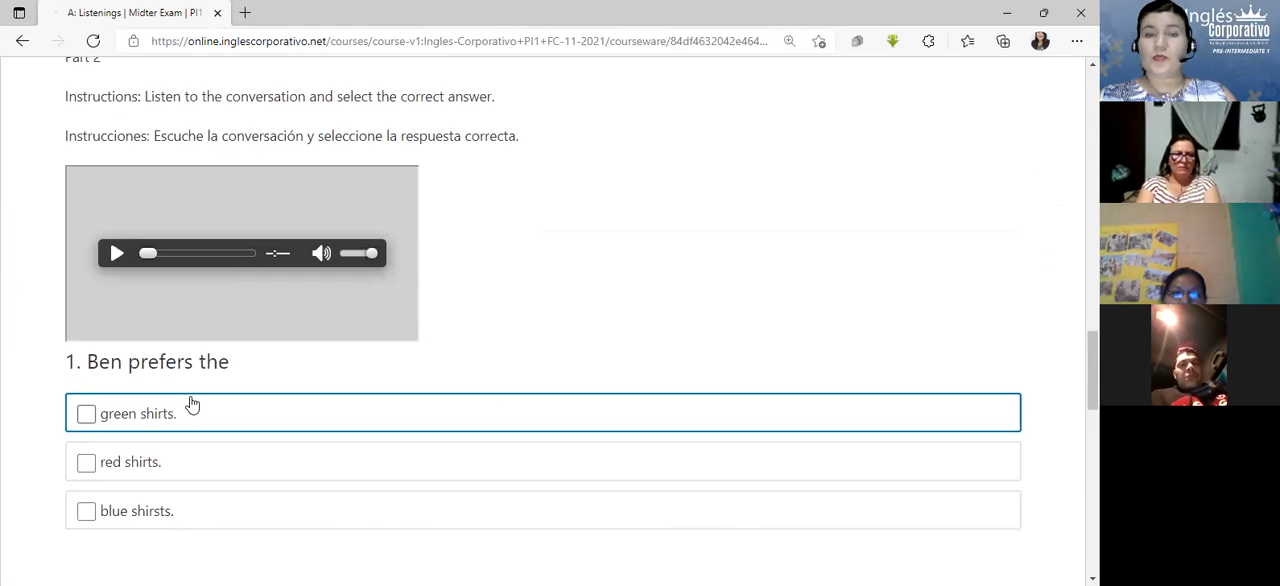 A: Listenings | Midter Exam | PI1
https://online.inglescorporativo.net/courses/course-v1:Ingles-Corporativo+PI1+FC-11-2021/courseware/84df4632042e464...
Part 2
Instructions: Listen to the conversation and select the correct answer.
Instrucciones: Escuche la conversación y seleccione la respuesta correcta.
-:--
1. Ben prefers the
green shirts.
red shirts.
blue shirsts.
Inglés
Corporativo
PRE-INTERMEDIATE 1